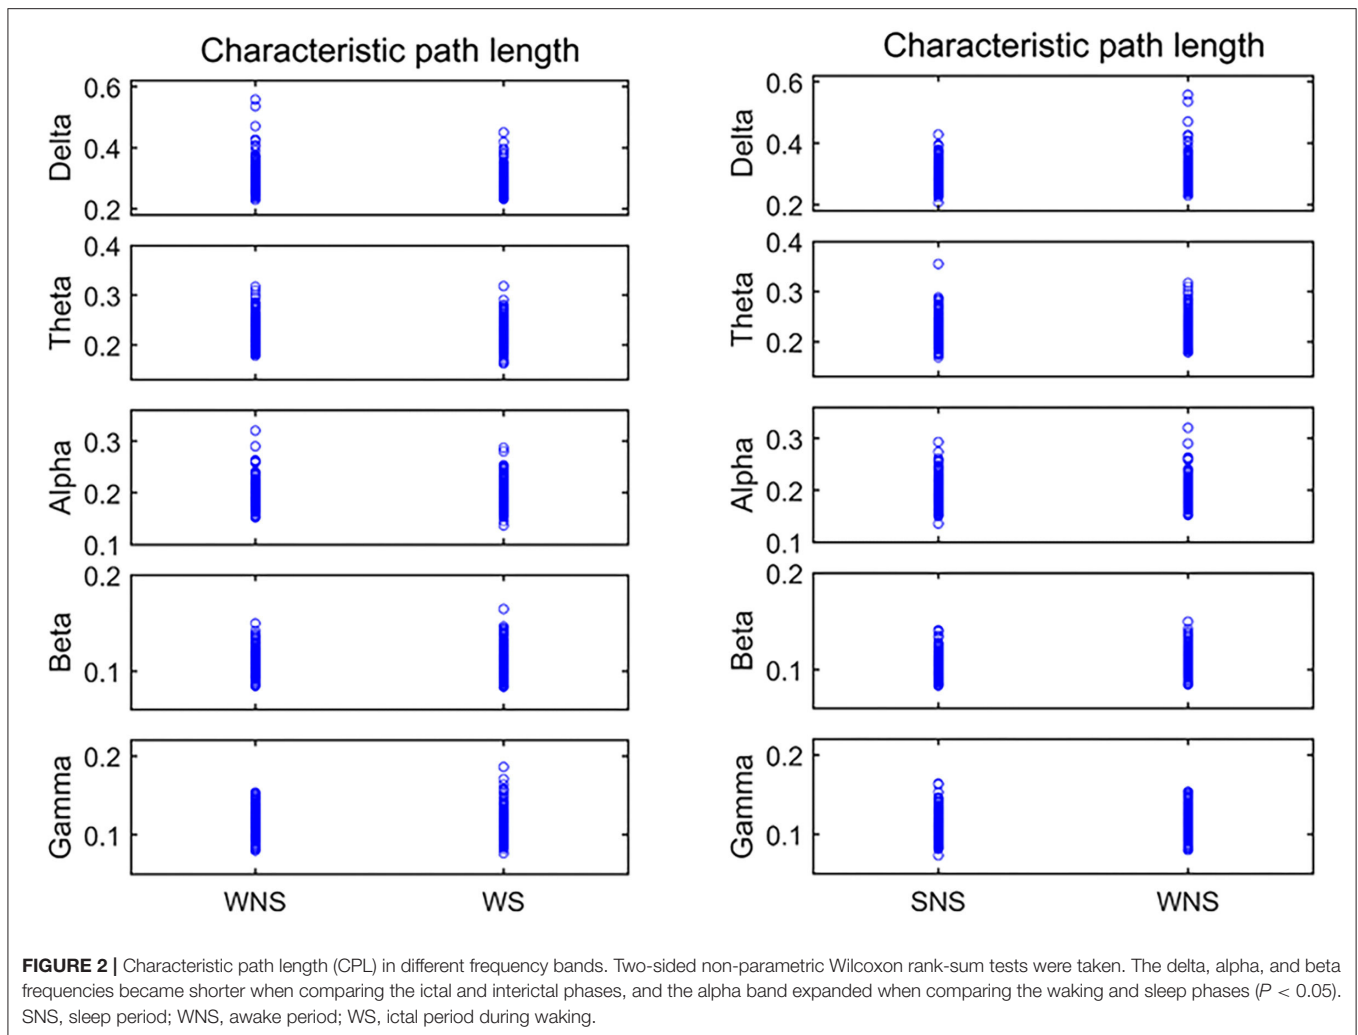 Characteristic path length
Delta
0.6
0.4
0.2
Theta
0.4
0.3
0.2
Alpha
0.3
0.2
0.1
Beta
0.2
0.1
Gamma
0.2
0.1
WNS WS
Characteristic path length
Delta
0.6
0.4
0.2
Theta
0.4
0.3
0.2
Alpha
0.3
0.2
0.1
Beta
0.2
0.1
Gamma
0.2
0.1
SNS WNS
FIGURE 2 | Characteristic path length (CPL) in different frequency bands. Two-sided non-parametric Wilcoxon rank-sum tests were taken. The delta, alpha, and beta
frequencies became shorter when comparing the ictal and interictal phases, and the alpha band expanded when comparing the waking and sleep phases (P < 0.05).
SNS, sleep period; WNS, awake period; WS, ictal period during waking.